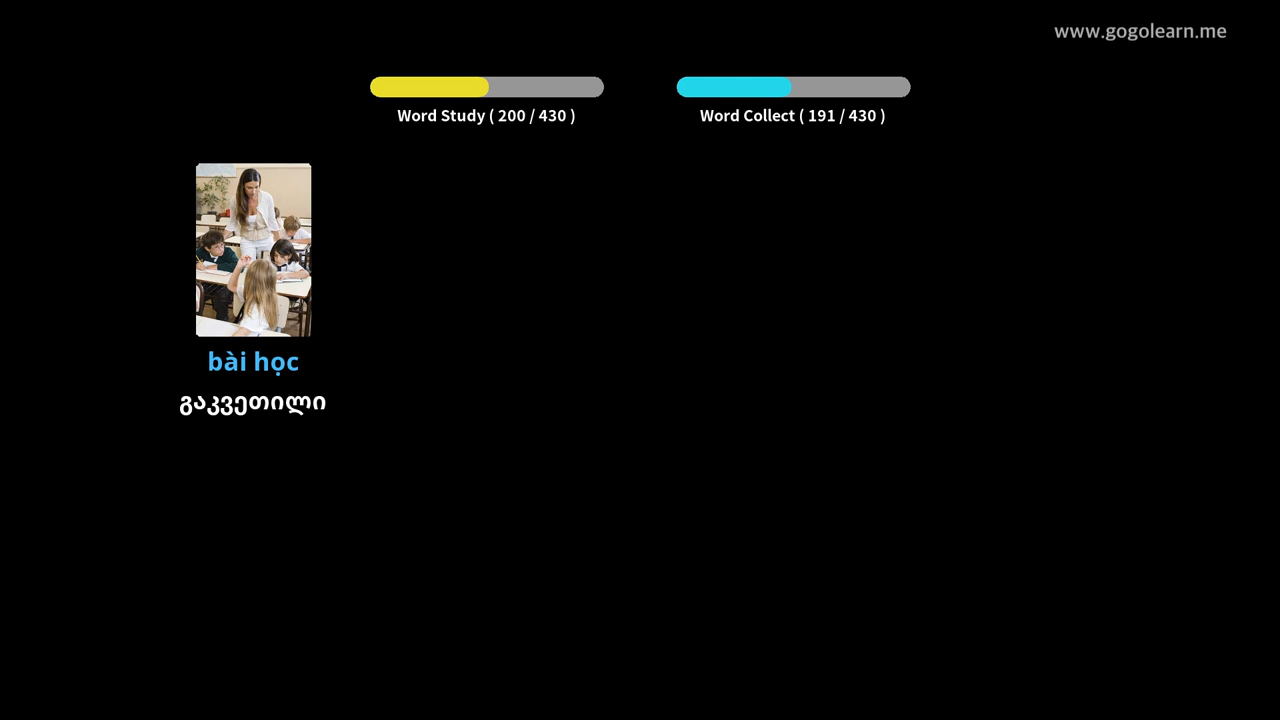 www.gogolearn.me
Word Study ( 200 / 430 )
Word Collect ( 191 / 430 )
bài học
გაკვეთილი